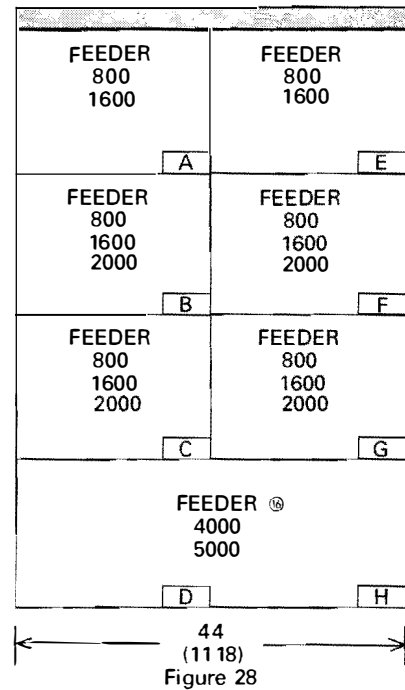 FEEDER
800
1600
A
FEEDER
800
1600
E
FEEDER
800
1600
2000
B
FEEDER
800
1600
2000
F
FEEDER
800
1600
2000
C
FEEDER
800
1600
2000
G
FEEDER ⑯
4000
5000
D
H
44
(1118)
Figure 28